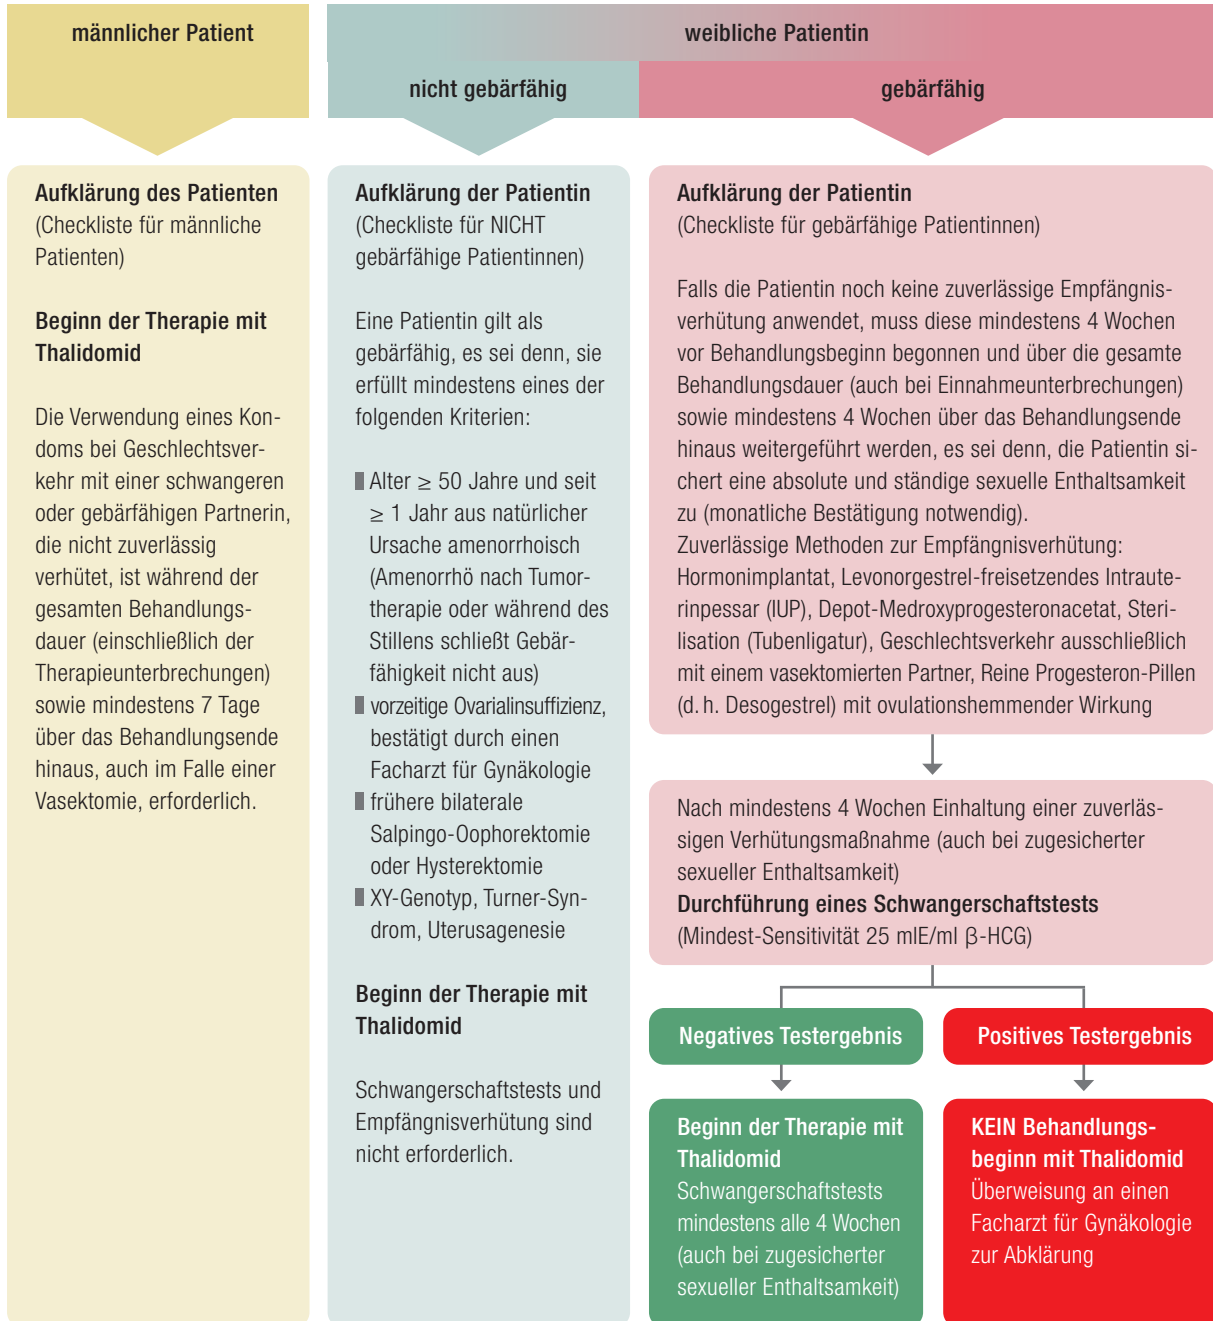 männlicher Patient
weibliche Patientin
nicht gebärfähig
gebärfähig
Aufklärung des Patienten
(Checkliste für männliche
Patienten)
Beginn der Therapie mit
Thalidomid
Die Verwendung eines Kon-
doms bei Geschlechtsver-
kehr mit einer schwangeren
oder gebärfähigen Partnerin,
die nicht zuverlässig
verhütet, ist während der
gesamten Behandlungs-
dauer (einschließlich der
Therapieunterbrechungen)
sowie mindestens 7 Tage
über das Behandlungsende
hinaus, auch im Falle einer
Vasektomie, erforderlich.
Aufklärung der Patientin
(Checkliste für NICHT
gebärfähige Patientinnen)
Eine Patientin gilt als
gebärfähig, es sei denn, sie
erfüllt mindestens eines der
folgenden Kriterien:
Alter ≥ 50 Jahre und seit
≥ 1 Jahr aus natürlicher
Ursache amenorrhoisch
(Amenorrhö nach Tumor-
therapie oder während des
Stillens schließt Gebär-
fähigkeit nicht aus)
vorzeitige Ovarialinsuffizienz,
bestätigt durch einen
Facharzt für Gynäkologie
frühere bilaterale
Salpingo-Oophorektomie
oder Hysterektomie
XY-Genotyp, Turner-Syn-
drom, Uterusagenesie
Beginn der Therapie mit
Thalidomid
Schwangerschaftstests und
Empfängnisverhütung sind
nicht erforderlich.
Aufklärung der Patientin
(Checkliste für gebärfähige Patientinnen)
Falls die Patientin noch keine zuverlässige Empfängnis-
verhütung anwendet, muss diese mindestens 4 Wochen
vor Behandlungsbeginn begonnen und über die gesamte
Behandlungsdauer (auch bei Einnahmeunterbrechungen)
sowie mindestens 4 Wochen über das Behandlungsende
hinaus weitergeführt werden, es sei denn, die Patientin si-
chert eine absolute und ständige sexuelle Enthaltsamkeit
zu (monatliche Bestätigung notwendig).
Zuverlässige Methoden zur Empfängnisverhütung:
Hormonimplantat, Levonorgestrel-freisetzendes Intraute-
rinpessar (IUP), Depot-Medroxyprogesteronacetat, Steri-
lisation (Tubenligatur), Geschlechtsverkehr ausschließlich
mit einem vasektomierten Partner, Reine Progesteron-Pillen
(d. h. Desogestrel) mit ovulationshemmender Wirkung
Nach mindestens 4 Wochen Einhaltung einer zuverläs-
sigen Verhütungsmaßnahme (auch bei zugesicherter
sexueller Enthaltsamkeit)
Durchführung eines Schwangerschaftstests
(Mindest-Sensitivität 25 mIE/ml β-HCG)
Negatives Testergebnis
Beginn der Therapie mit
Thalidomid
Schwangerschaftstests
mindestens alle 4 Wochen
(auch bei zugesicherter
sexueller Enthaltsamkeit)
Positives Testergebnis
KEIN Behandlungs-
beginn mit Thalidomid
Überweisung an einen
Facharzt für Gynäkologie
zur Abklärung